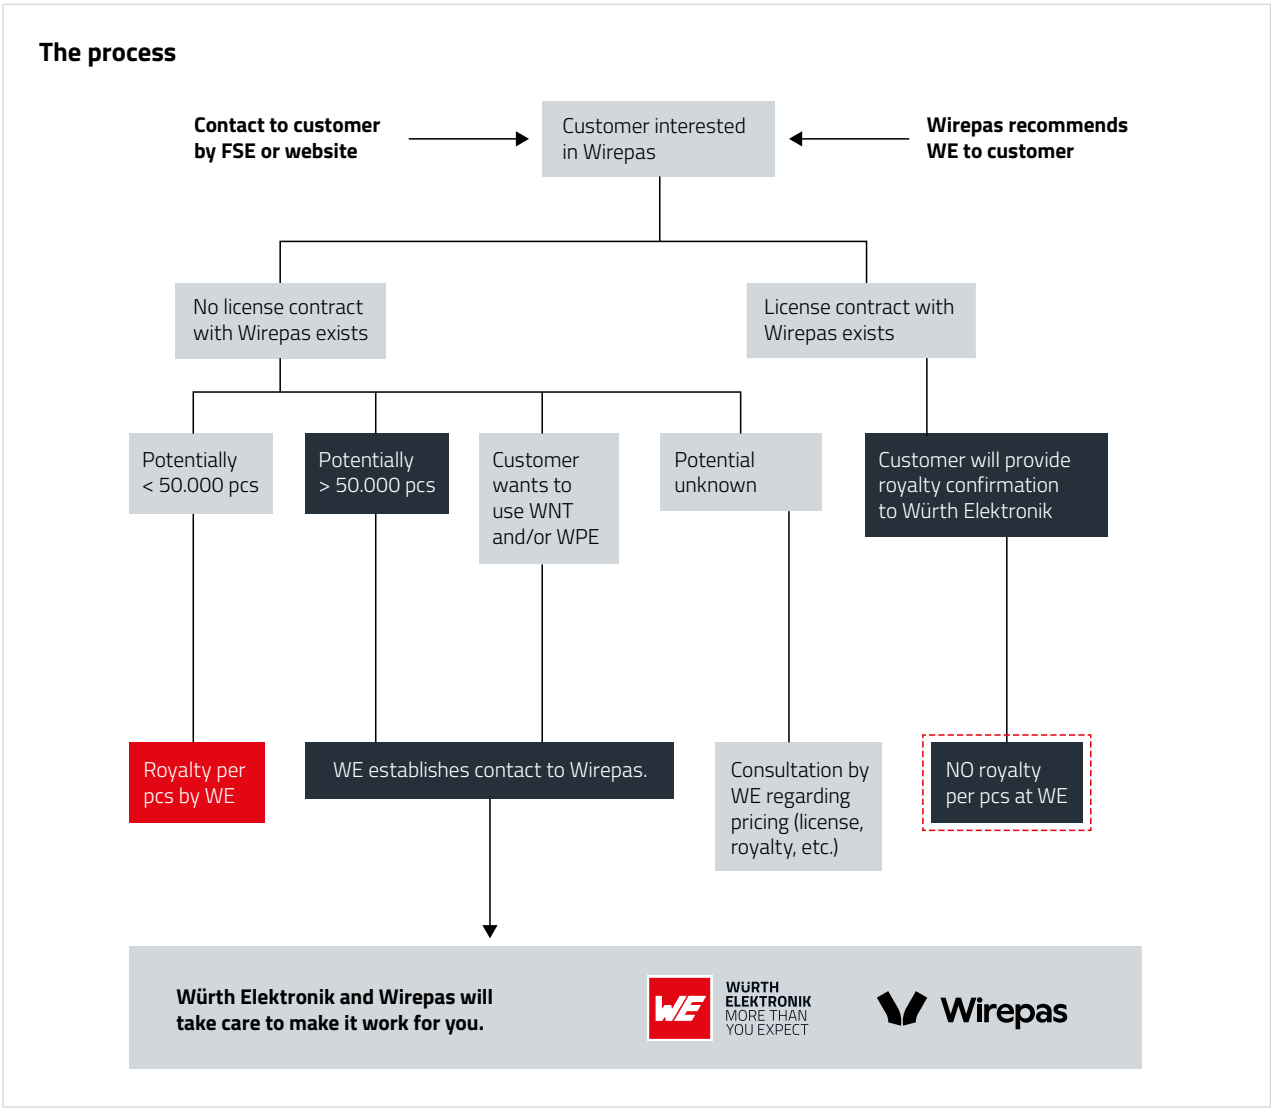 The process
Contact to customer
by FSE or website
Customer interested
in Wirepas
Wirepas recommends
WE to customer
No license contract
with Wirepas exists
License contract with
Wirepas exists
Potentially
< 50.000 pcs
Potentially
> 50.000 pcs
Customer
wants to
use WNT
and/or WPE
Potential
unknown
Customer will provide
royalty confirmation
to Würth Elektronik
Royalty per
pcs by WE
WE establishes contact to Wirepas.
Consultation by
WE regarding
pricing (license,
royalty, etc.)
NO royalty
per pcs at WE
Würth Elektronik and Wirepas will
take care to make it work for you.
WE
WÜRTH
ELEKTRONIK
MORE THAN
YOU EXPECT
Wirepas